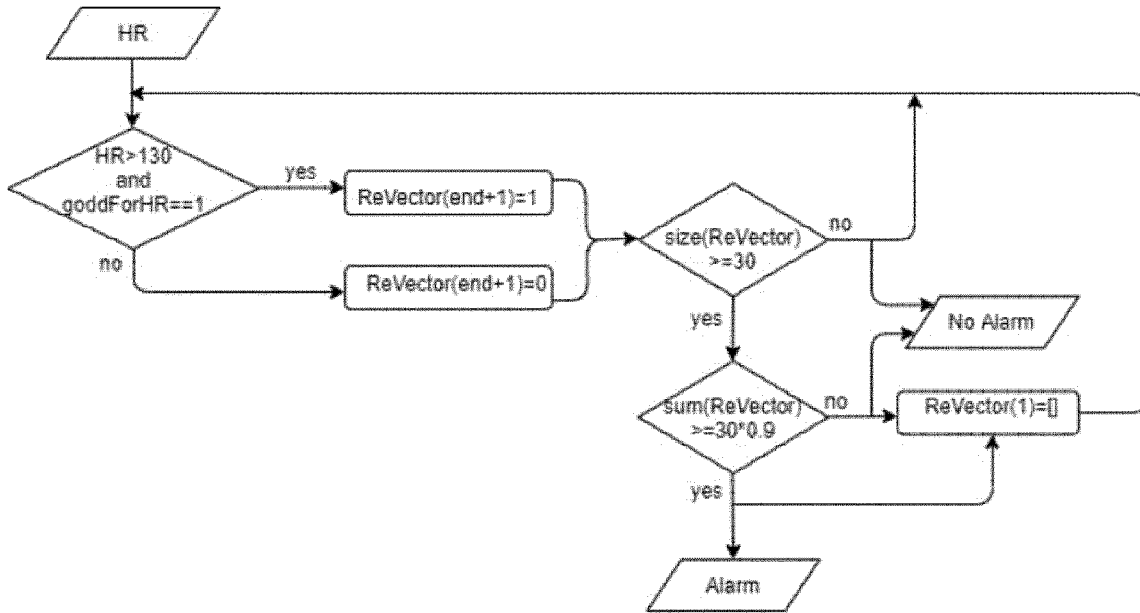 HR
HR>130
and
goddForHR==1
yes
no
ReVector(end+1)=1
ReVector(end+1)=0
size(ReVector)
>=30
no
yes
No Alarm
sum(ReVector)
>=30*0.9
no
yes
ReVector(1)=[]
Alarm